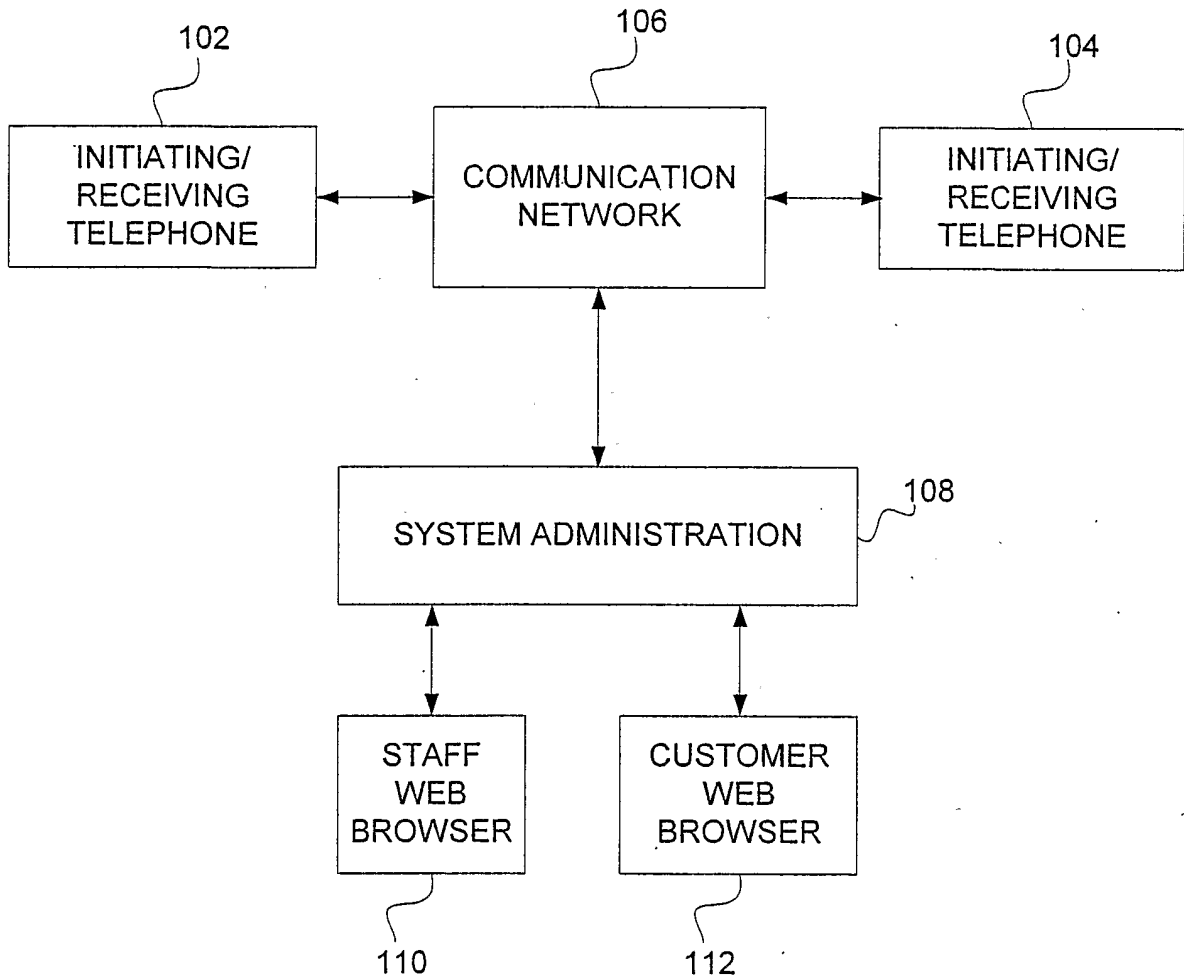 102
106
104
INITIATING/
RECEIVING
TELEPHONE
COMMUNICATION
NETWORK
INITIATING/
RECEIVING
TELEPHONE
108
SYSTEM ADMINISTRATION
STAFF
WEB
BROWSER
CUSTOMER
WEB
BROWSER
110
112